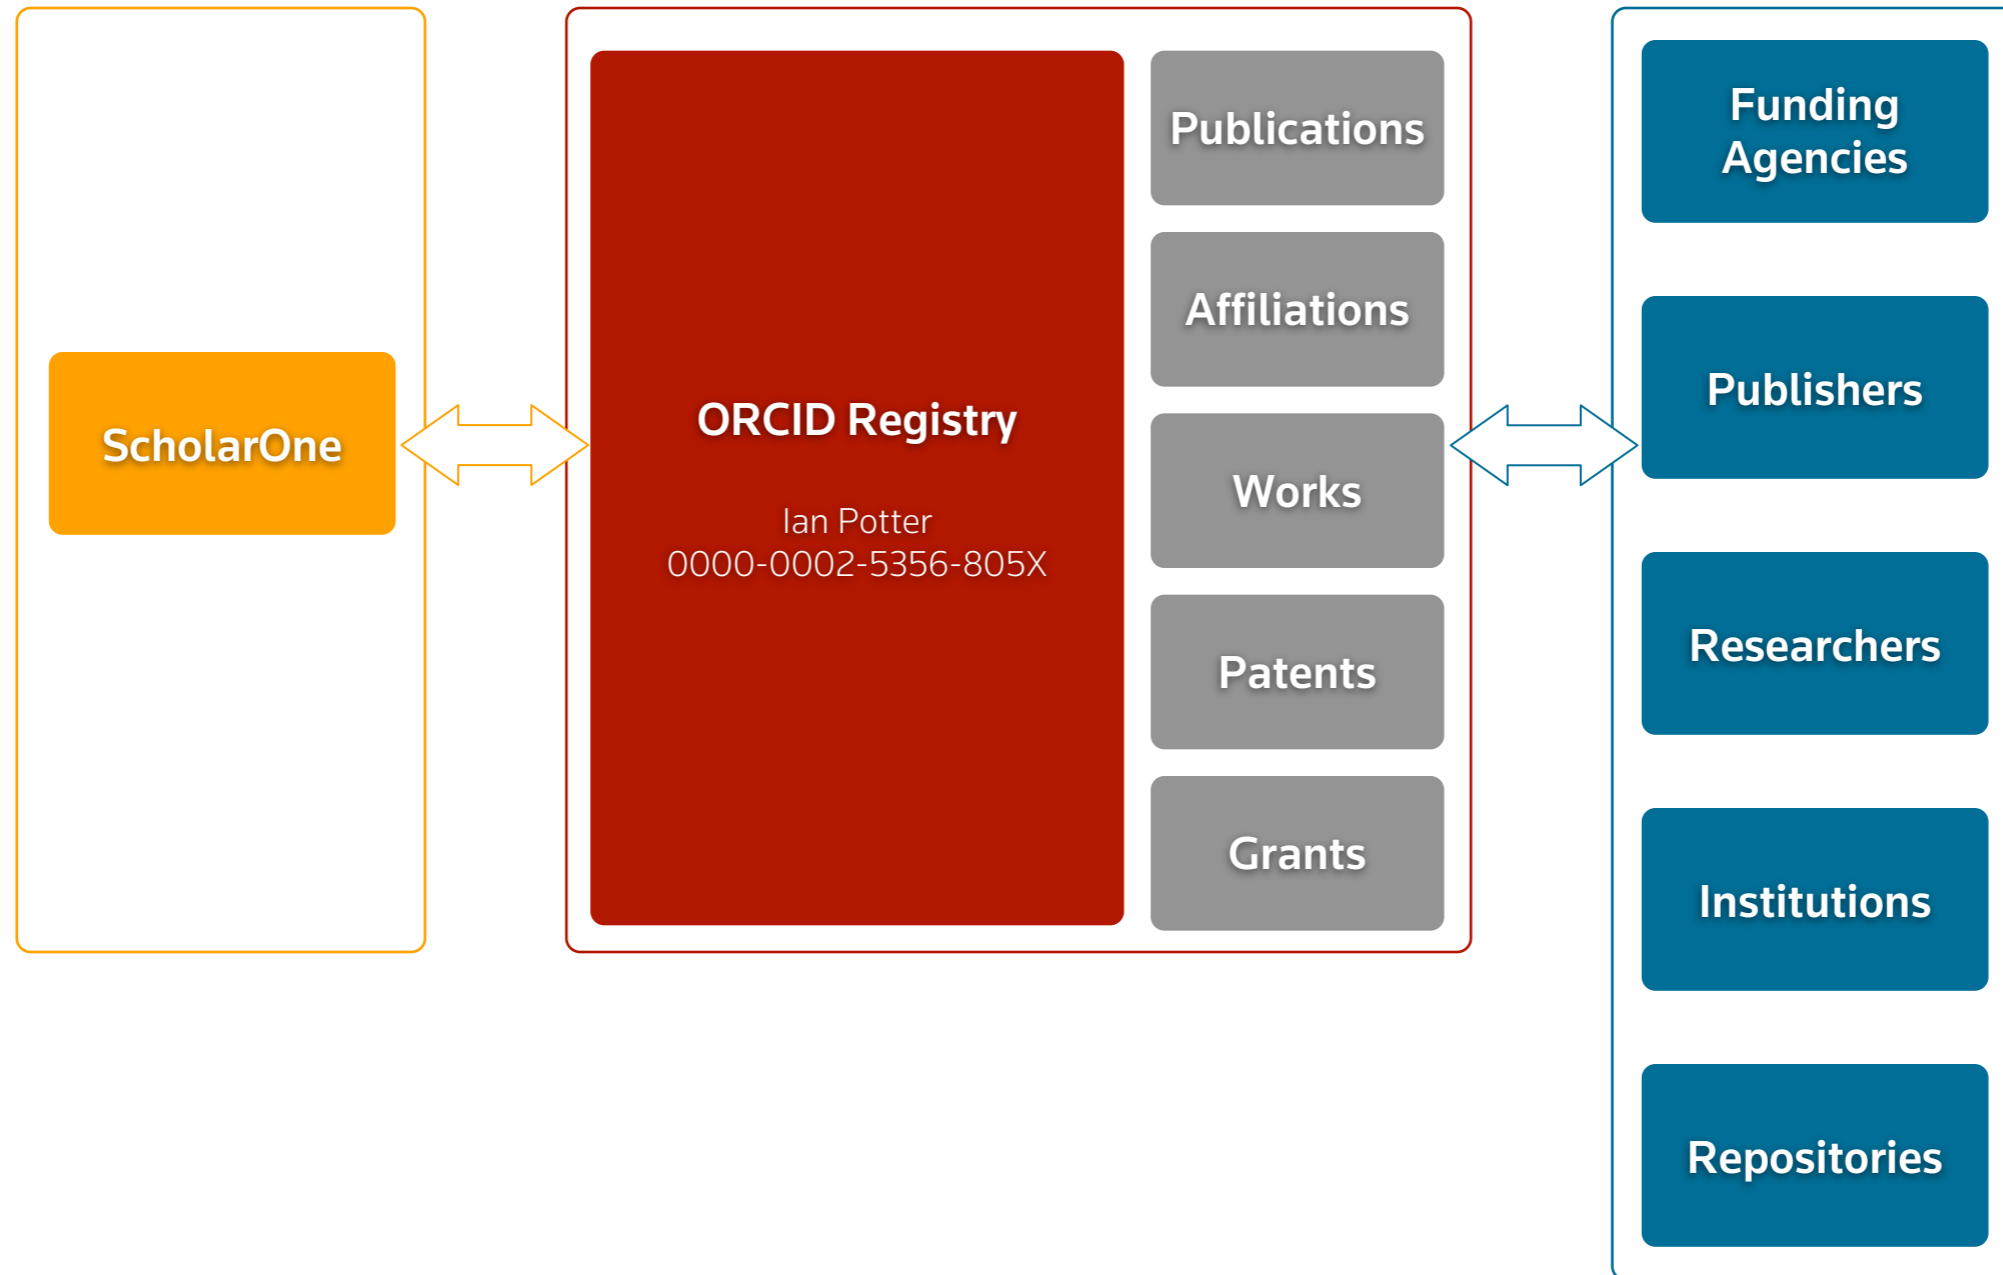 ScholarOne
ORCID Registry
Ian Potter
0000-0002-5356-805X
Publications
Affiliations
Works
Patents
Grants
Funding
Agencies
Publishers
Researchers
Institutions
Repositories